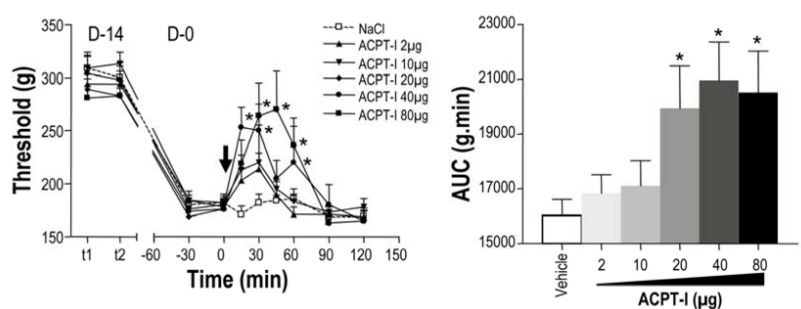 D-14
D-0
NaCl
ACPT-I 2µg
ACPT-I 10µg
ACPT-I 20µg
ACPT-I 40µg
ACPT-I 80µg
Threshold (g)
350
300
250
200
150
t1
t2
-60
-30
0
30
60
90
120
150
Time (min)
* * * * * *
AUC (g.min)
23000
21000
19000
17000
15000
* * *
Vehicle
2
10
20
40
80
ACPT-I (µg)